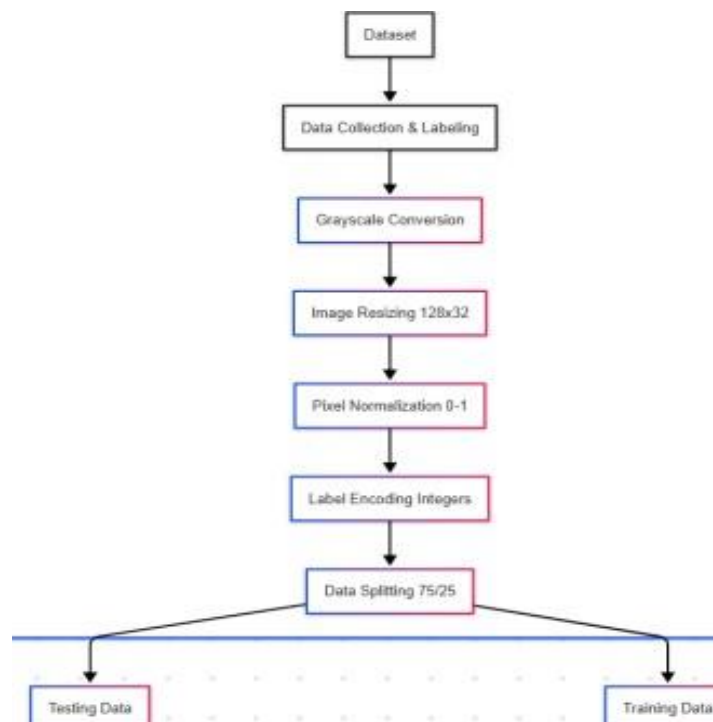 Dataset
Data Collection & Labeling
Grayscale Conversion
Image Resizing 128x32
Pixel Normalization 0-1
Label Encoding Integers
Data Splitting 75/25
Testing Data
Training Data